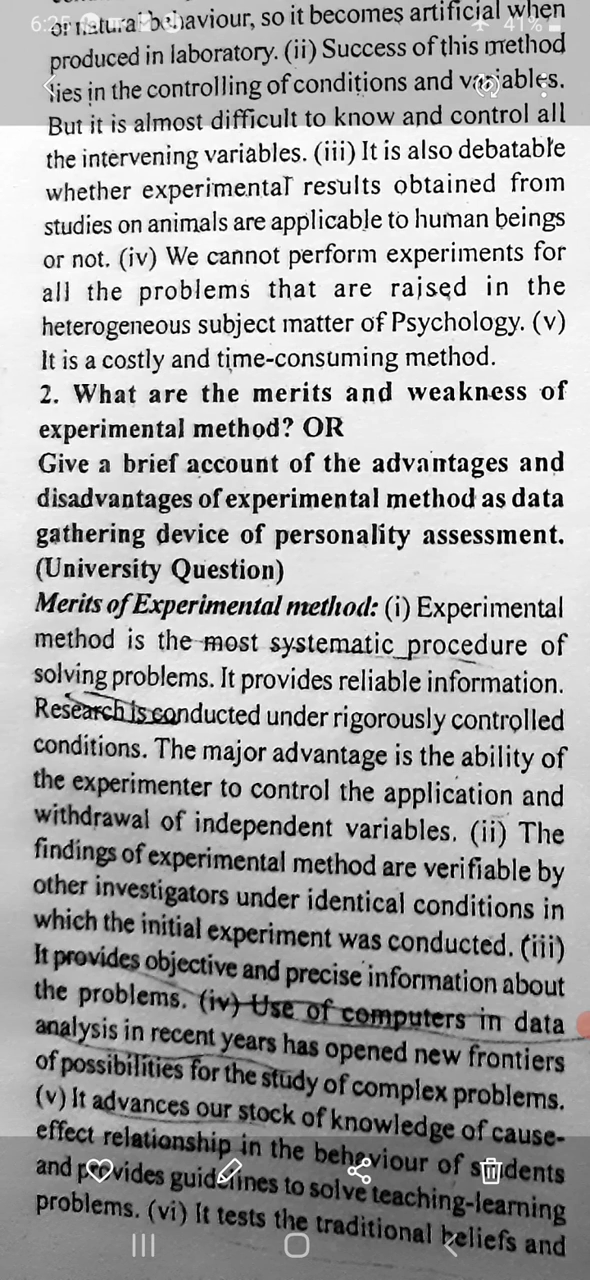 or natural behaviour, so it becomes artificial when
6:25 41%
produced in laboratory. (ii) Success of this method
lies in the controlling of conditions and variables.
But it is almost difficult to know and control all
the intervening variables. (iii) It is also debatable
whether experimental results obtained from
studies on animals are applicable to human beings
or not. (iv) We cannot perform experiments for
all the problems that are raised in the
heterogeneous subject matter of Psychology. (v)
It is a costly and time-consuming method.
2. What are the merits and weakness of
experimental method? OR
Give a brief account of the advantages and
disadvantages of experimental method as data
gathering device of personality assessment.
(University Question)
Merits of Experimental method: (i) Experimental
method is the most systematic procedure of
solving problems. It provides reliable information.
Research is conducted under rigorously controlled
conditions. The major advantage is the ability of
the experimenter to control the application and
withdrawal of independent variables. (ii) The
findings of experimental method are verifiable by
other investigators under identical conditions in
which the initial experiment was conducted. (iii)
It provides objective and precise information about
the problems. (iv) Use of computers in data
analysis in recent years has opened new frontiers
of possibilities for the study of complex problems.
(v) It advances our stock of knowledge of cause-
effect relationship in the behaviour of students
and provides guidelines to solve teaching-learning
problems. (vi) It tests the traditional beliefs and